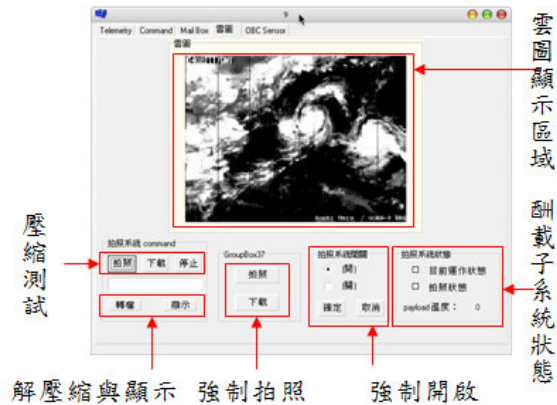 ?
Telemetry Command Mail Box 雲圖 OBC Sensor
雲圖
雲圖顯示區域
拍照系統 command
拍照 下載 停止
轉檔 顯示
GroupBox37
拍照
下載
拍照系統開關
(開)
(關)
確定 取消
拍照系統狀態
目前運作狀態
拍照狀態
payload 溫度： 0
壓縮測試
酬載子系統狀態
解壓縮與顯示 強制拍照 強制開啟